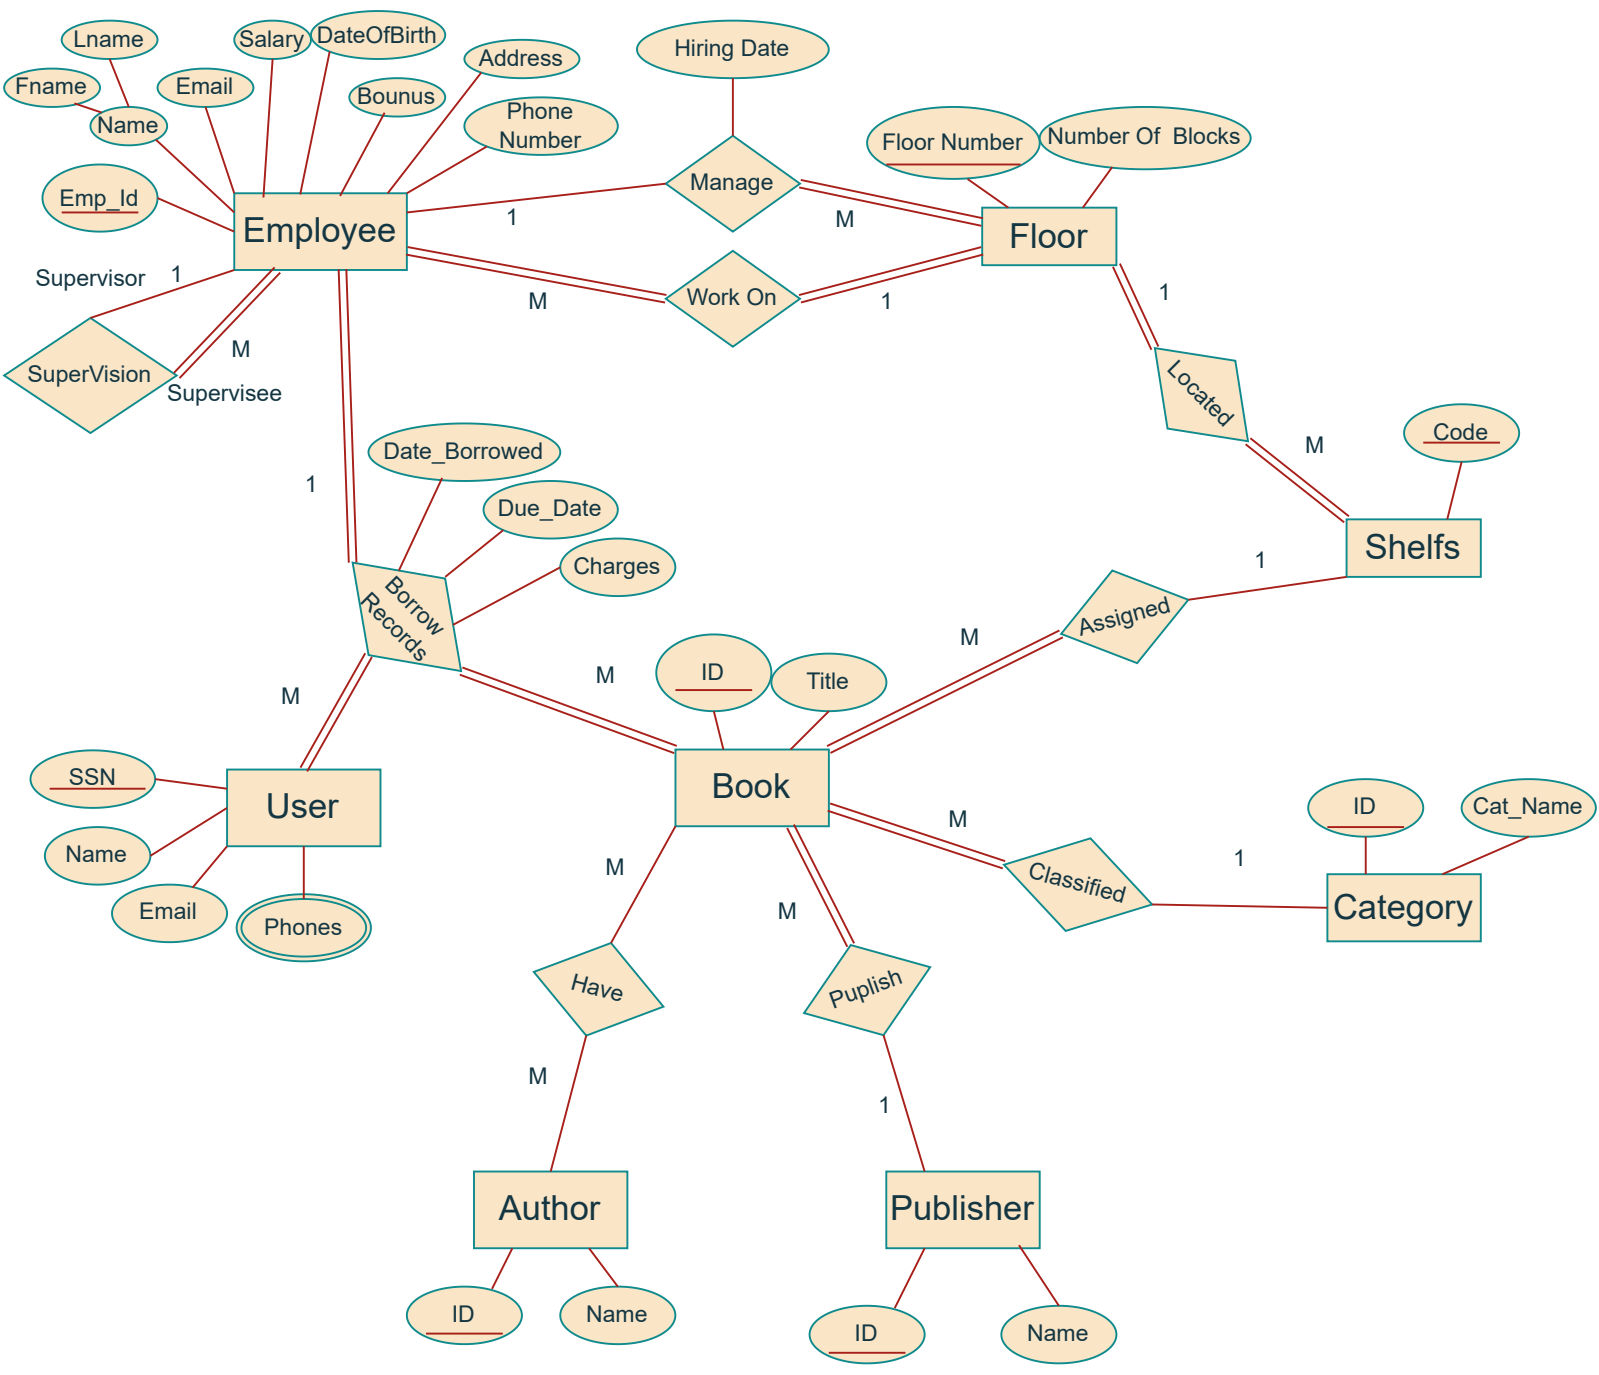 Lname
Salary
DateOfBirth
Hiring Date
Address
Fname
Email
Bounus
Name
Phone
Number
Floor Number
Number Of  Blocks
Manage
Emp_Id
Employee
1
M
Floor
Supervisor
1
M
Work On
1
1
SuperVision
M
Supervisee
Located
M
Code
Date_Borrowed
1
Due_Date
Shelfs
Charges
1
Borrow
Records
Assigned
M
M
M
ID
Title
SSN
User
Book
M
ID
Cat_Name
Name
M
1
Classified
Category
Email
Phones
M
Have
Puplish
M
1
Author
Publisher
ID
Name
ID
Name